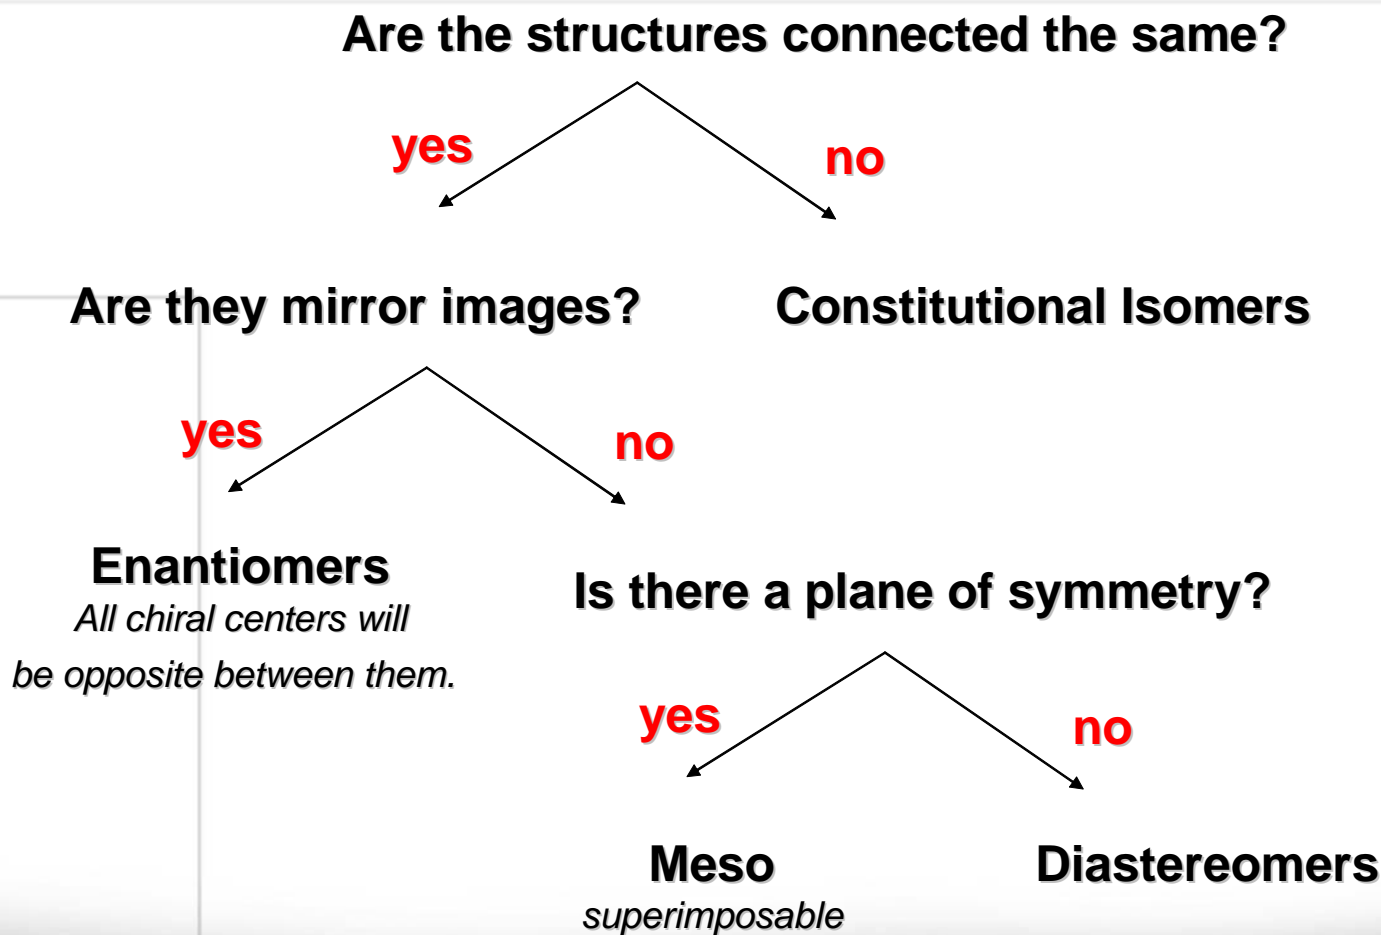 Are the structures connected the same?
yes
no
Are they mirror images?
Constitutional Isomers
yes
no
Enantiomers
All chiral centers will
be opposite between them.
Is there a plane of symmetry?
yes
no
Meso
superimposable
Diastereomers